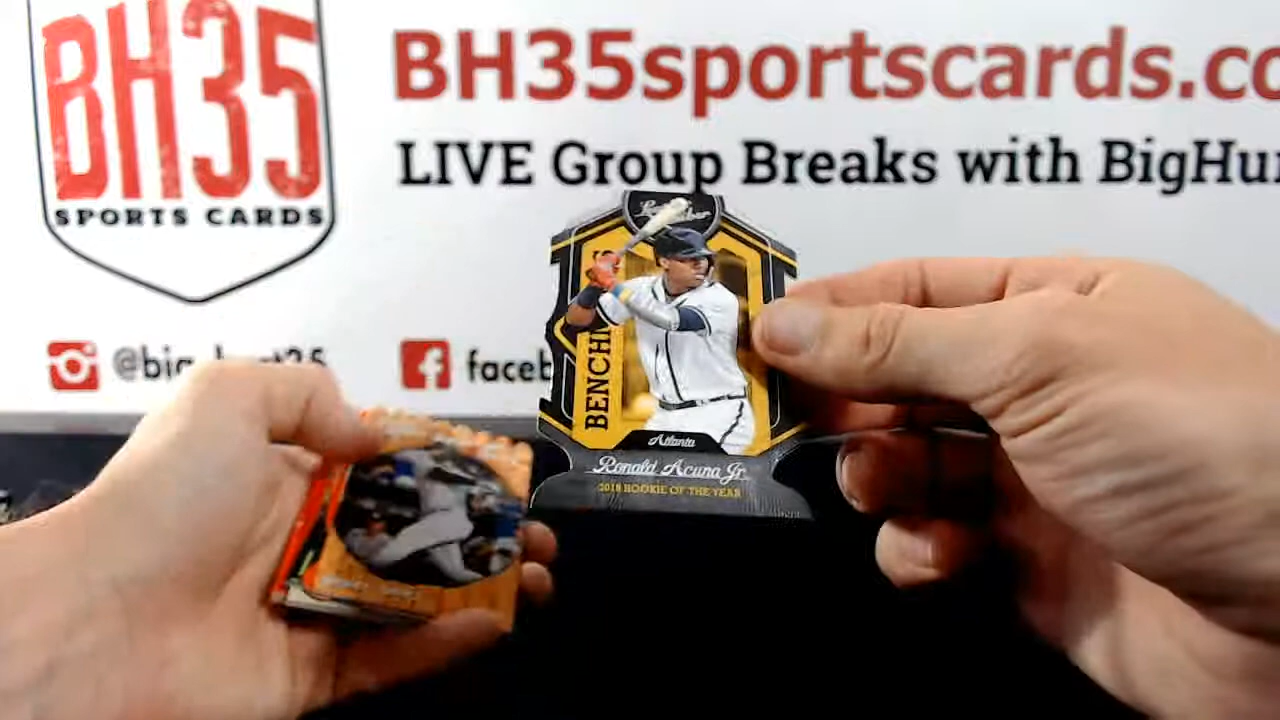 BH35
SPORTS CARDS
BH35sportscards.co
LIVE Group Breaks with BigHu
faceb
BENCH
Atlanta
Ronald Acuna Jr.
2018 ROOKIE OF THE YEAR